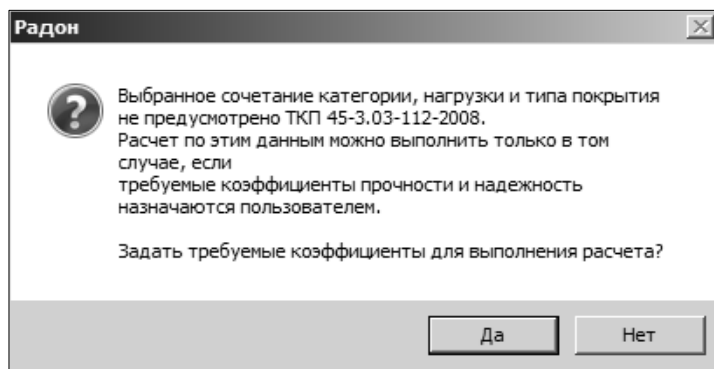 Радон
Выбранное сочетание категории, нагрузки и типа покрытия
не предусмотрено ТКП 45-3.03-112-2008.
Расчет по этим данным можно выполнить только в том
случае, если
требуемые коэффициенты прочности и надежность
назначаются пользователем.
Задать требуемые коэффициенты для выполнения расчета?
Да
Нет